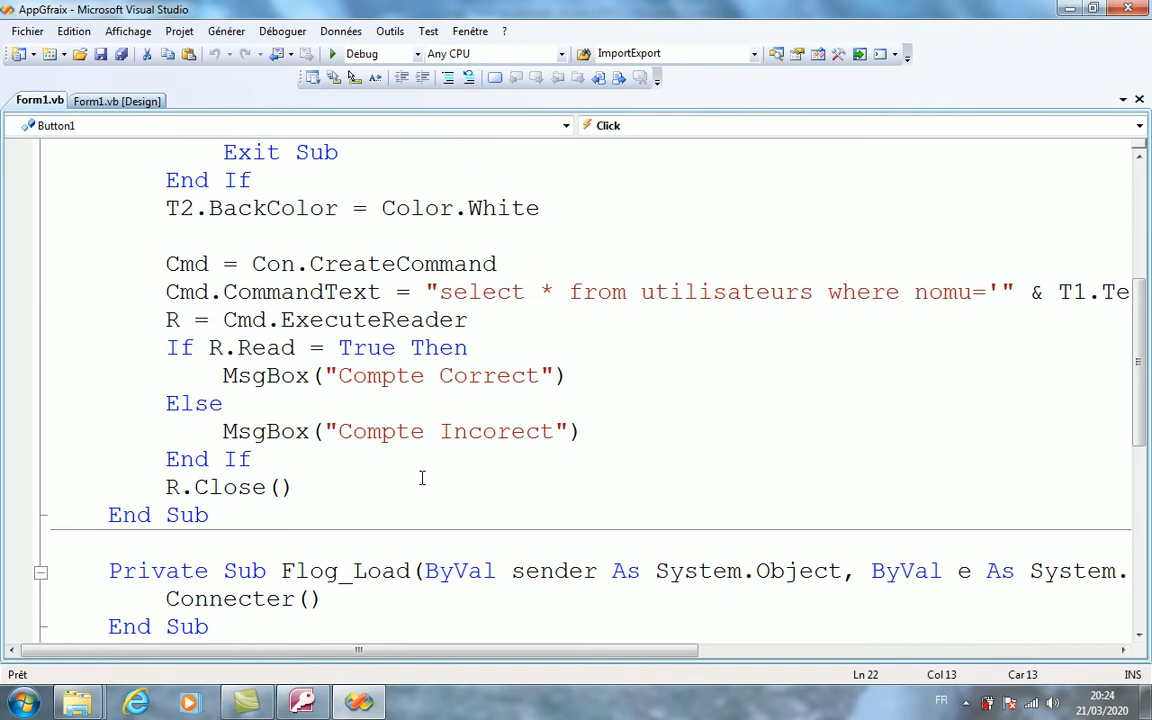 AppGfraix - Microsoft Visual Studio
Fichier Edition Affichage Projet Générer Déboguer Données Outils Test Fenêtre ?
Debug Any CPU ImportExport
Form1.vb Form1.vb [Design]
Button1 Click
Exit Sub
End If
T2.BackColor = Color.White
Cmd = Con.CreateCommand
Cmd.CommandText = "select * from utilisateurs where nomu='" & T1.Te
R = Cmd.ExecuteReader
If R.Read = True Then
MsgBox("Compte Correct")
Else
MsgBox("Compte Incorect")
End If
R.Close()
End Sub
Private Sub Flog_Load(ByVal sender As System.Object, ByVal e As System.
Connecter()
End Sub
Prêt Ln 22 Col 13 Car 13 INS
FR 20:24
21/03/2020